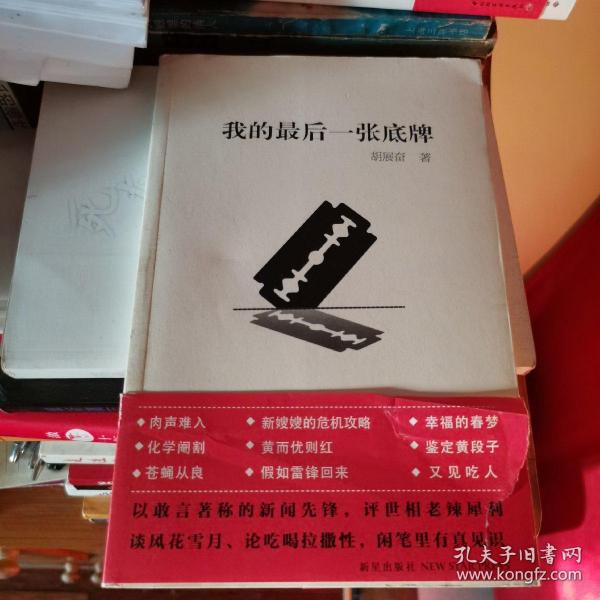 我的最后一张底牌
胡展奋 著
◆肉声难入 ◆新嫂嫂的危机攻略 ◆幸福的春梦
◆化学阉割 ◆黄而优则红 ◆鉴定黄段子
◆苍蝇从良 ◆假如雷锋回来 ◆又见吃人
以敢言著称的新闻先锋，评世相老辣犀利
谈风花雪月、论吃喝拉撒性，闲笔里有真见识
新星出版社 NEW STAR
孔夫子旧书网
www.kongfz.com